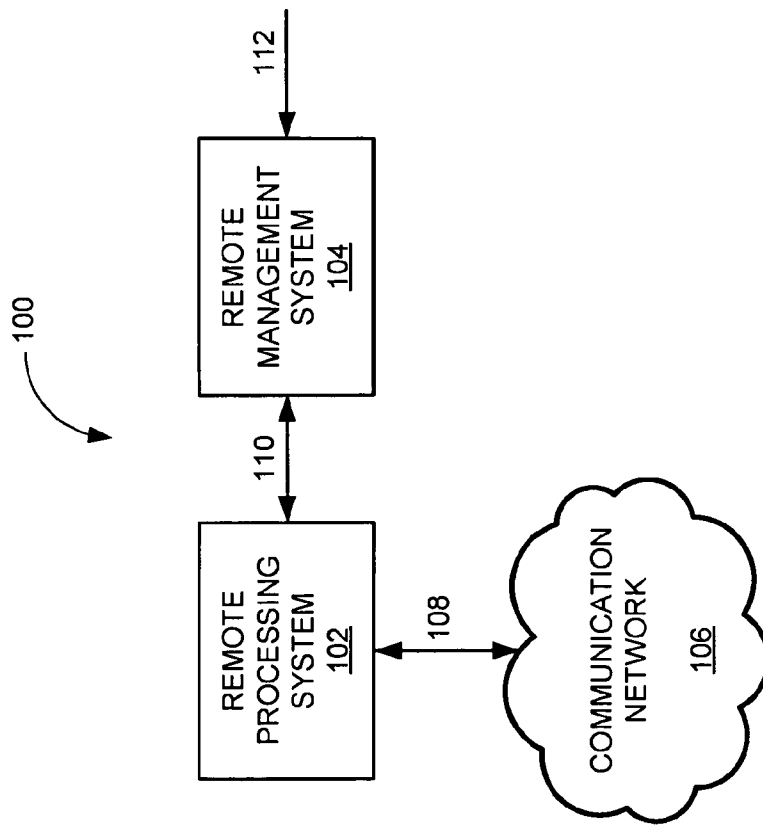 100
REMOTE
PROCESSING
SYSTEM
102
110
REMOTE
MANAGEMENT
SYSTEM
104
112
108
COMMUNICATION
NETWORK
106